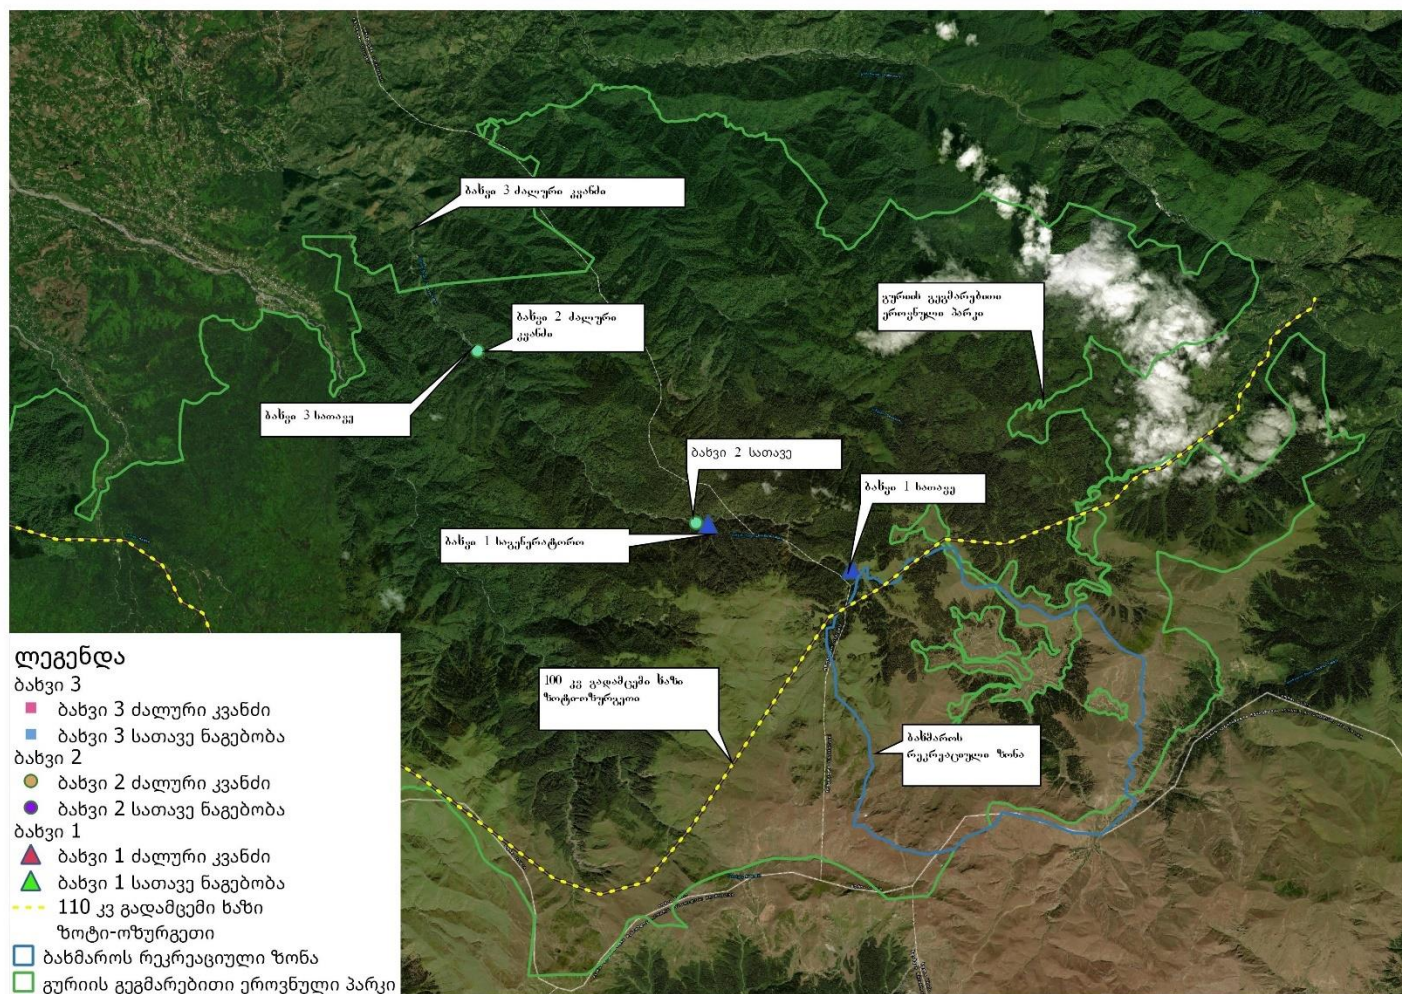 ბახვი 3 ძალური კვანძი
გურიის გეგმარებითი
ეროვნული პარკი
ბახვი 2 ძალური
კვანძი
ბახვი 3 სათავე
ბახვი 2 სათავე
ბახვი 1 სათავე
ბახვი 1 საგენერატორო
100 კვ გადამცემი ხაზი
ზოტი-ოზურგეთი
ბახმაროს
რეკრეაციული ზონა
ლეგენდა
ბახვი 3
ბახვი 3 ძალური კვანძი
ბახვი 3 სათავე ნაგებობა
ბახვი 2
ბახვი 2 ძალური კვანძი
ბახვი 2 სათავე ნაგებობა
ბახვი 1
ბახვი 1 ძალური კვანძი
ბახვი 1 სათავე ნაგებობა
110 კვ გადამცემი ხაზი
ზოტი-ოზურგეთი
ბახმაროს რეკრეაციული ზონა
გურიის გეგმარებითი ეროვნული პარკი